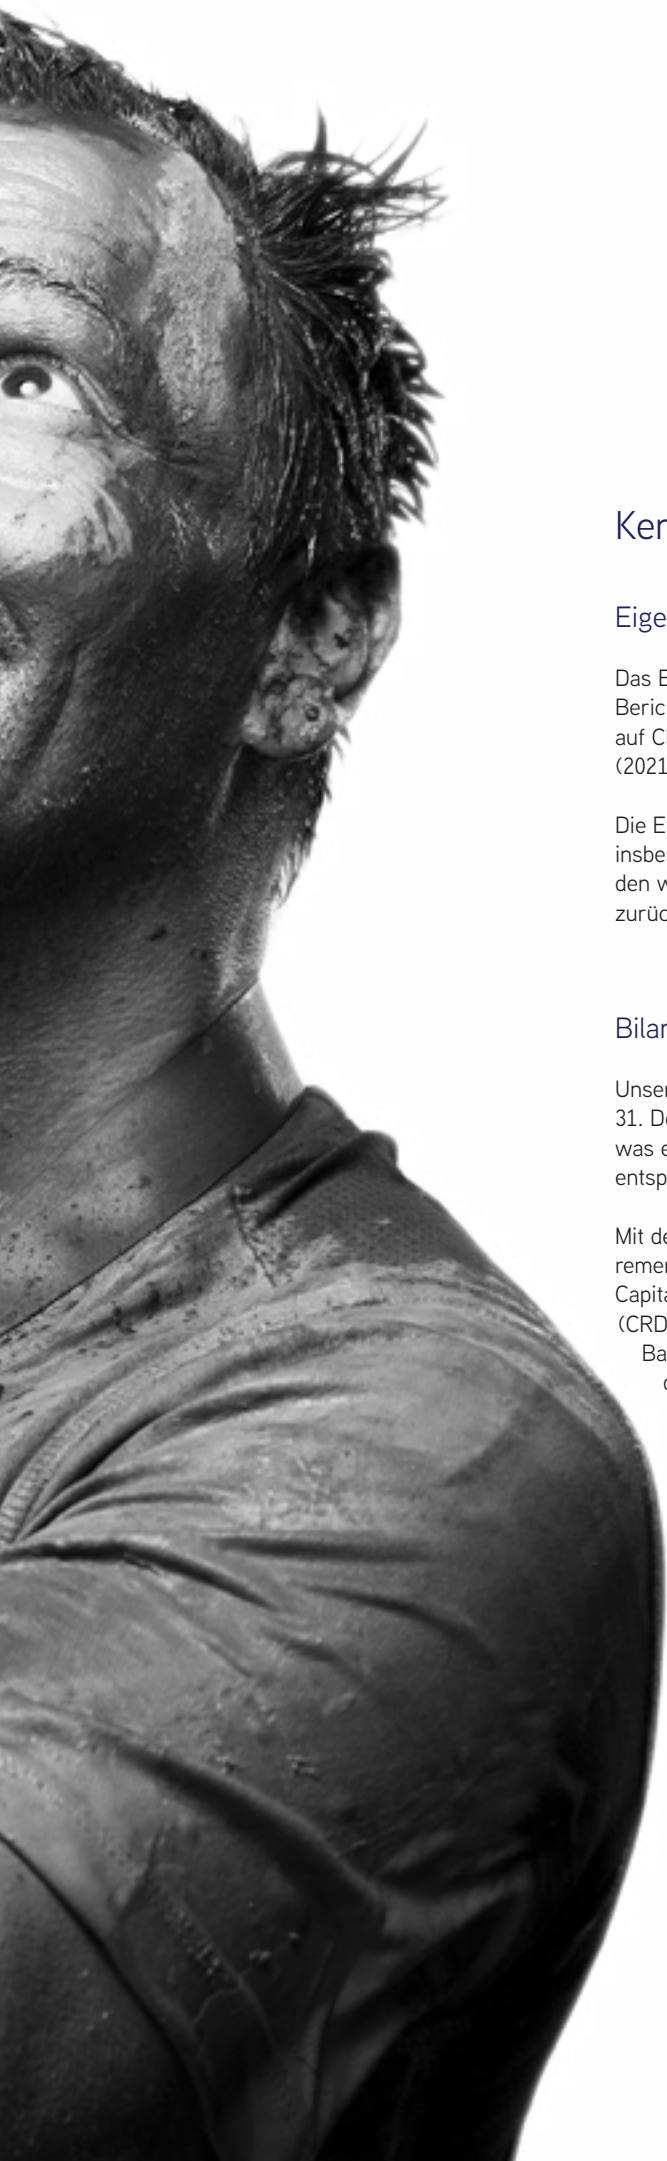 Ker
Eige
Das E
Beric
auf C
(2021
Die E
insbe
den w
zurüc
Bilar
Unser
31. De
was e
entsp
Mit de
remer
Capita
(CRD
Ba